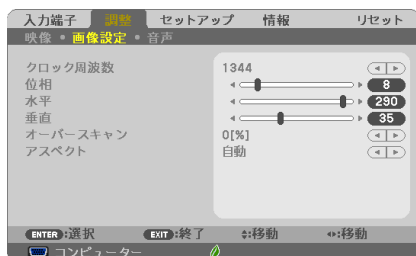 入力端子 調整 セットアップ 情報 リセット
映像 • 画像設定 • 音声
クロック周波数 1344
位相 8
水平 290
垂直 35
オーバースキャン 0[%]
アスペクト 自動
ENTER:選択 EXIT:終了 :移動 :移動
コンピューター